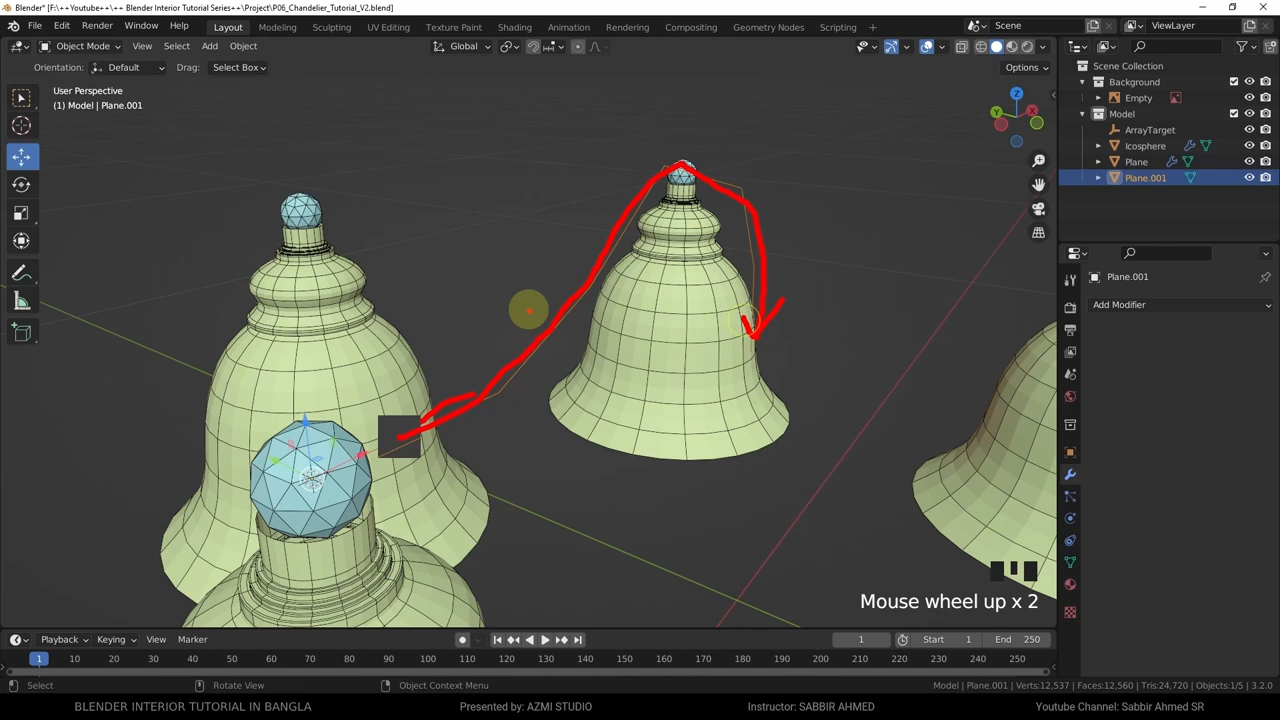 Blender* [F:\++Youtube++\++ Blender Interior Tutorial Series++\Project\P06_Chandelier_Tutorial_V2.blend]
File Edit Render Window Help Layout Modeling Sculpting UV Editing Texture Paint Shading Animation Rendering Compositing Geometry Nodes Scripting + Scene ViewLayer
Object Mode View Select Add Object Global
Orientation: Default Drag: Select Box Options
User Perspective
(1) Model | Plane.001
Scene Collection
Background
Empty
Model
ArrayTarget
Icosphere
Plane
Plane.001
Z
Y
X
Plane.001
Add Modifier
Mouse wheel up x 2
Playback Keying View Marker 1 Start 1 End 250
1 10 20 30 40 50 60 70 80 90 100 110 120 130 140 150 160 170 180 190 200 210 220 230 240 250
Select Rotate View Object Context Menu Model | Plane.001 | Verts:12,537 | Faces:12,560 | Tris:24,720 | Objects:1/5 | 3.2.0
BLENDER INTERIOR TUTORIAL IN BANGLA Presented by: AZMI STUDIO Instructor: SABBIR AHMED Youtube Channel: Sabbir Ahmed SR